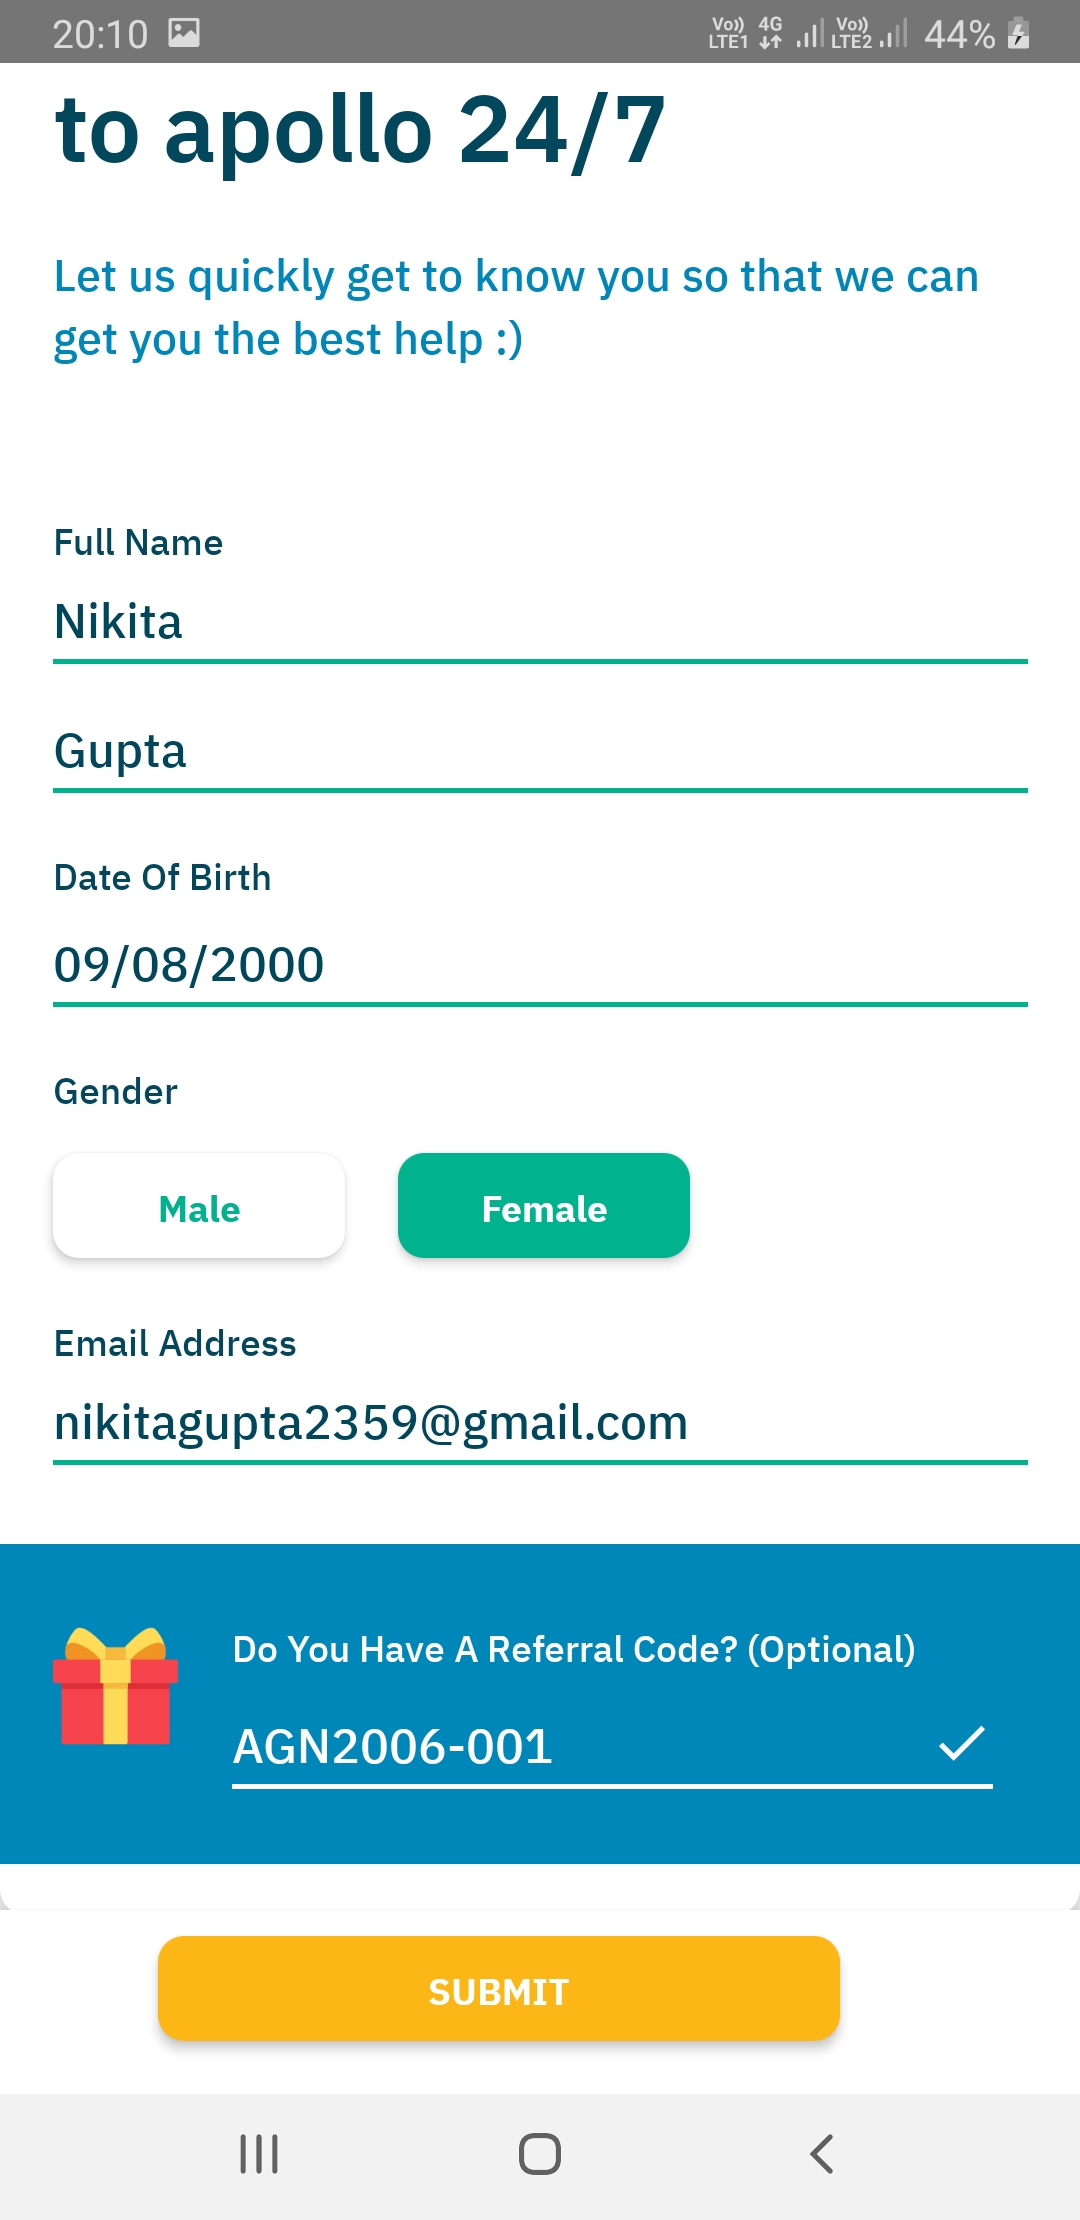 20:10
Vo)) 4G Vo)) 44%
LTE1 LTE2
to apollo 24/7
Let us quickly get to know you so that we can
get you the best help :)
Full Name
Nikita
Gupta
Date Of Birth
09/08/2000
Gender
Male Female
Email Address
nikitagupta2359@gmail.com
Do You Have A Referral Code? (Optional)
AGN2006-001
SUBMIT